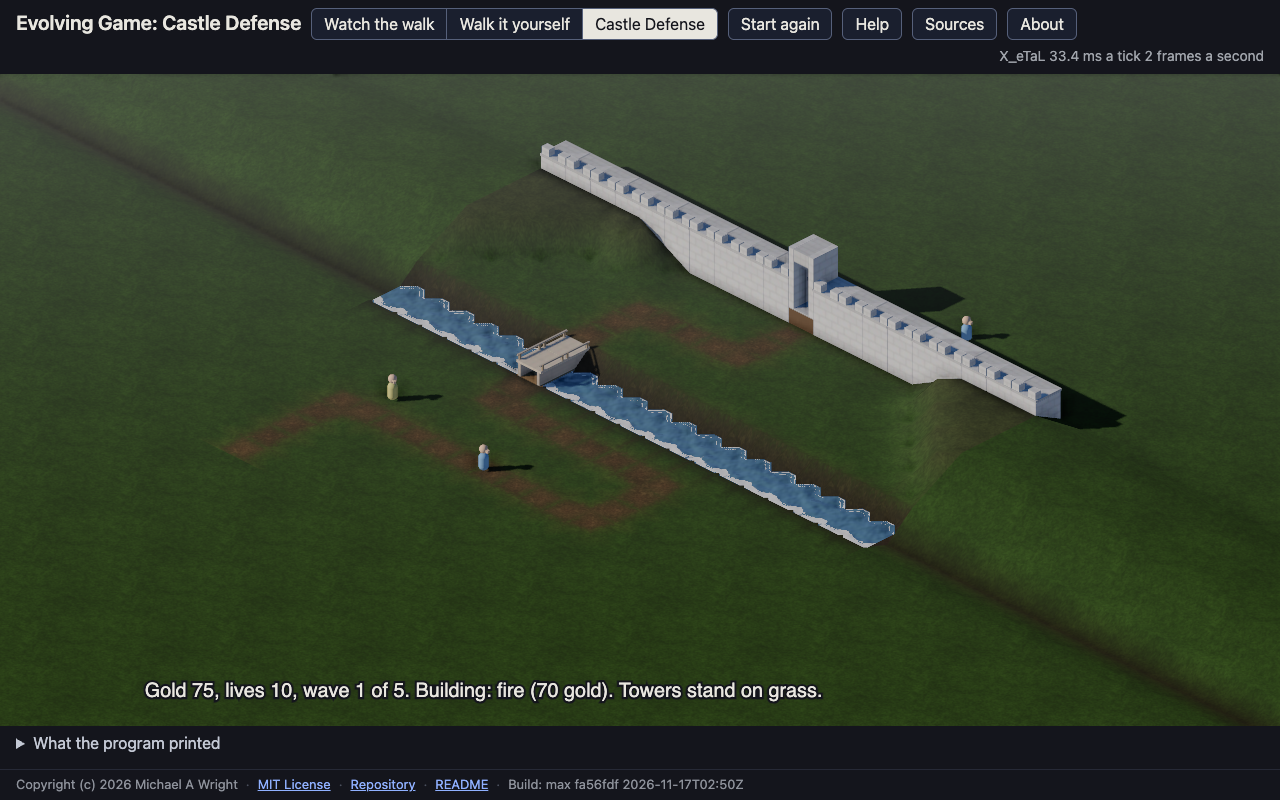 Evolving Game: Castle Defense
Watch the walk
Walk it yourself
Castle Defense
Start again
Help
Sources
About
X_eTaL 33.4 ms a tick 2 frames a second
Gold 75, lives 10, wave 1 of 5. Building: fire (70 gold). Towers stand on grass.
What the program printed
Copyright (c) 2026 Michael A Wright · MIT License · Repository · README · Build: max fa56fdf 2026-11-17T02:50Z